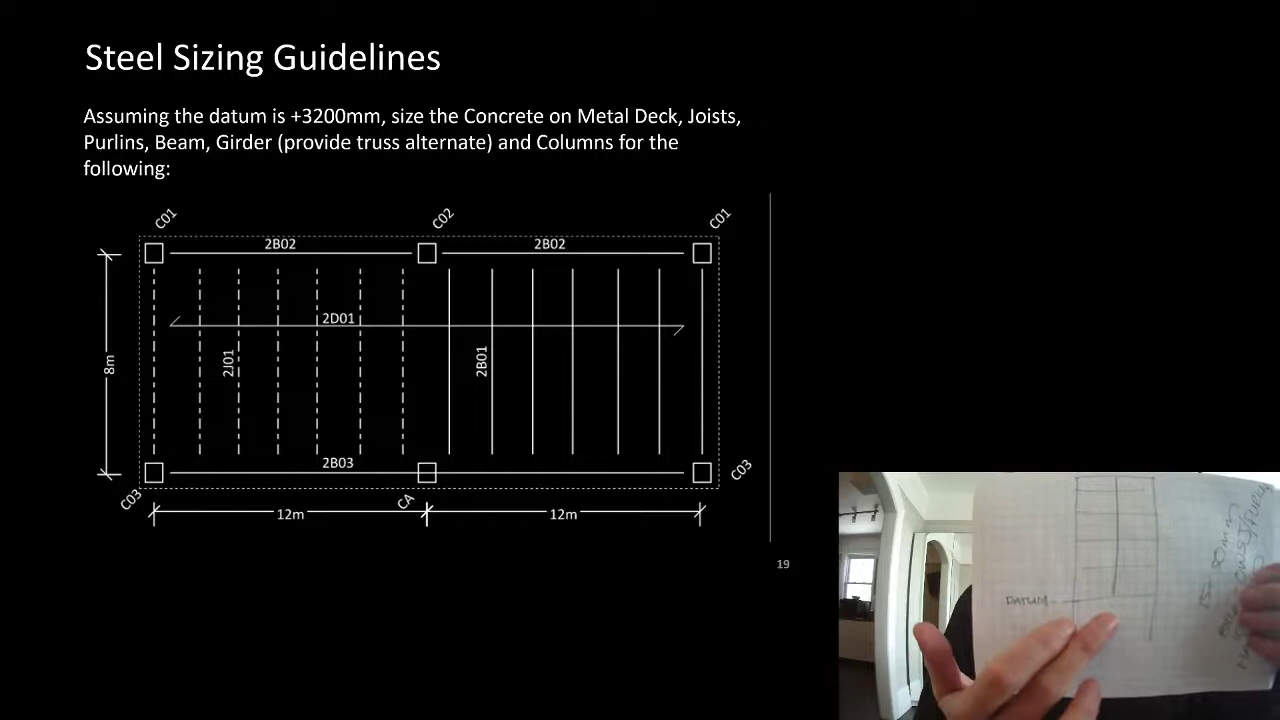 Steel Sizing Guidelines
Assuming the datum is +3200mm, size the Concrete on Metal Deck, Joists,
Purlins, Beam, Girder (provide truss alternate) and Columns for the
following:
C01
C02
C01
2B02
2B02
2D01
2J01
2B01
8m
2B03
C03
CA
C03
12m
12m
19
DATUM